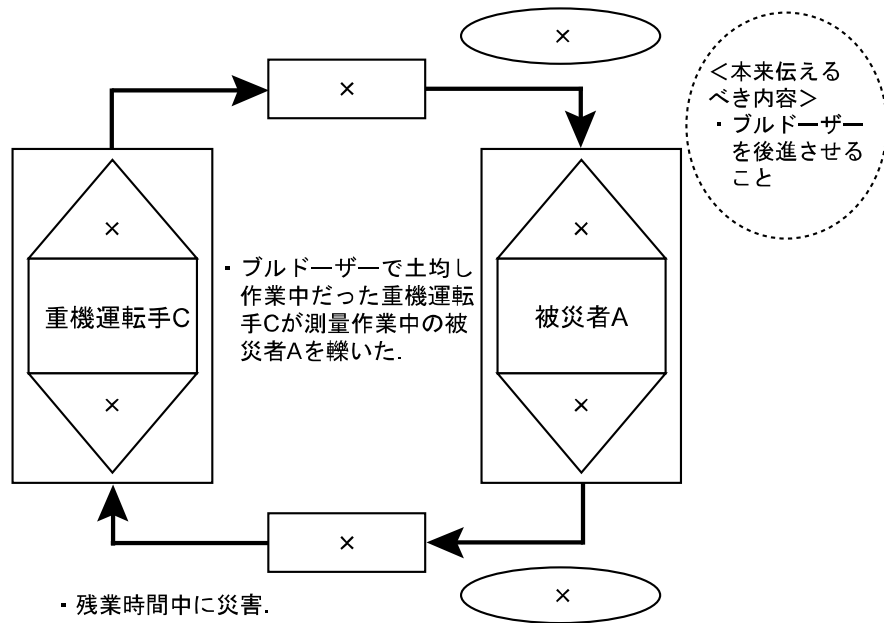 ×
×
<本来伝える
べき内容>
・ブルドーザー
を後進させる
こと
×
×
・ブルドーザーで土均し
作業中だった重機運転
手Cが測量作業中の被
災者Aを轢いた.
重機運転手C
被災者A
×
×
×
×
・残業時間中に災害.